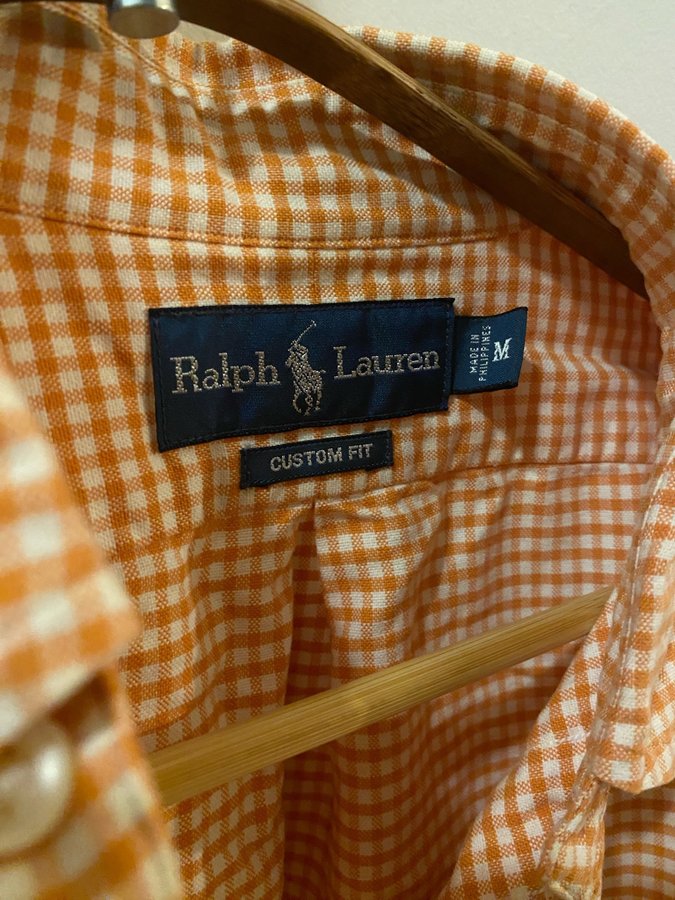 Ralph Lauren
MADE IN
PHILIPPINES
M
CUSTOM FIT